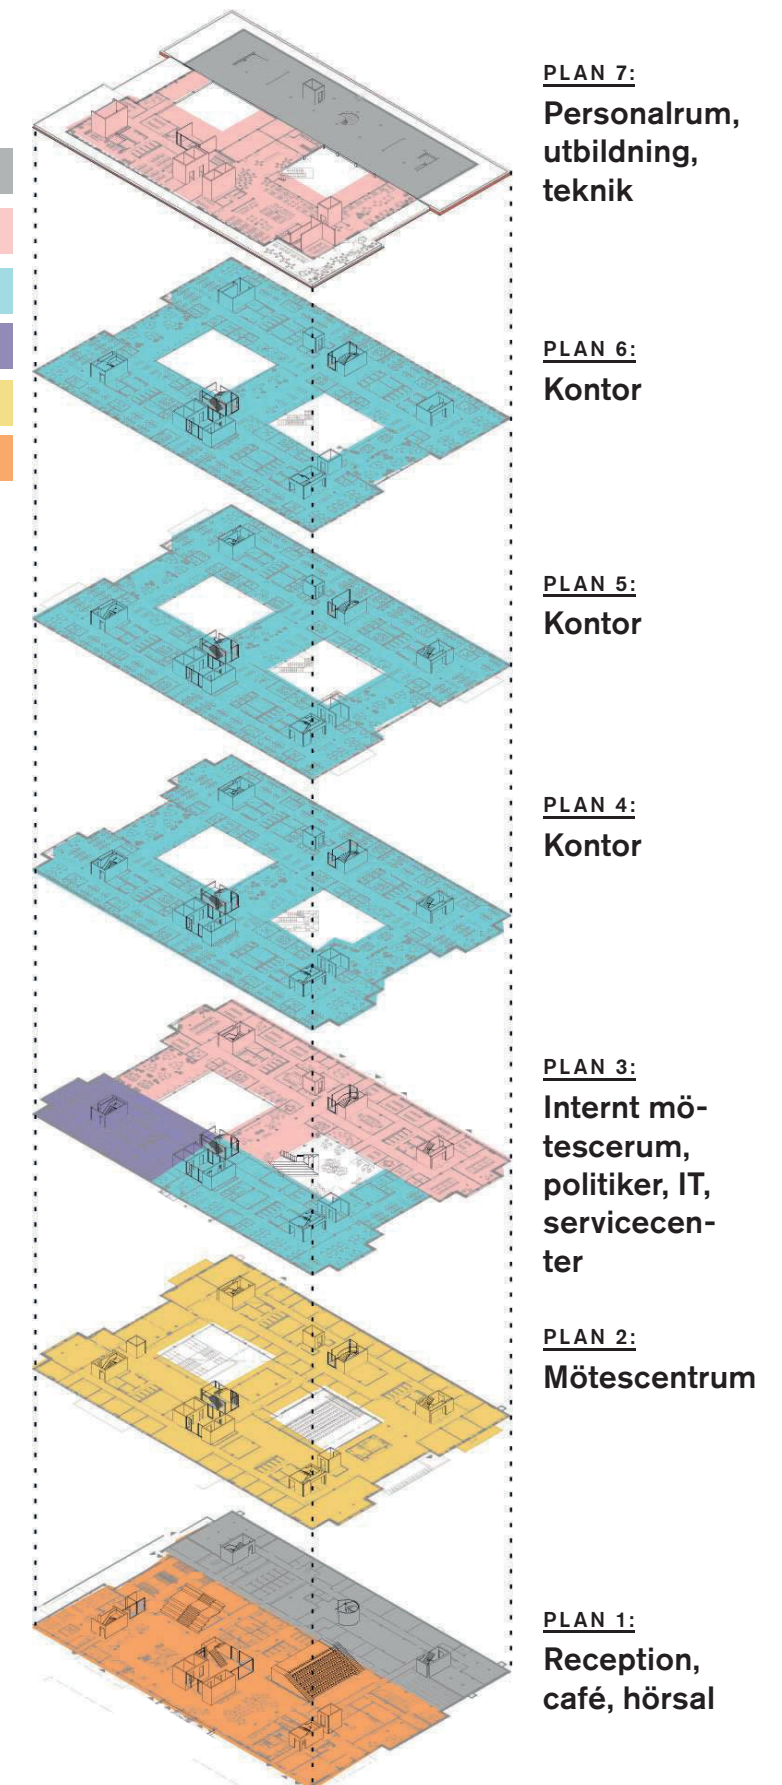 PLAN 7:
Personalrum,
utbildning,
teknik
PLAN 6:
Kontor
PLAN 5:
Kontor
PLAN 4:
Kontor
PLAN 3:
Internt mö-
tescerum,
politiker, IT,
servicecen-
ter
PLAN 2:
Mötescentrum
PLAN 1:
Reception,
café, hörsal